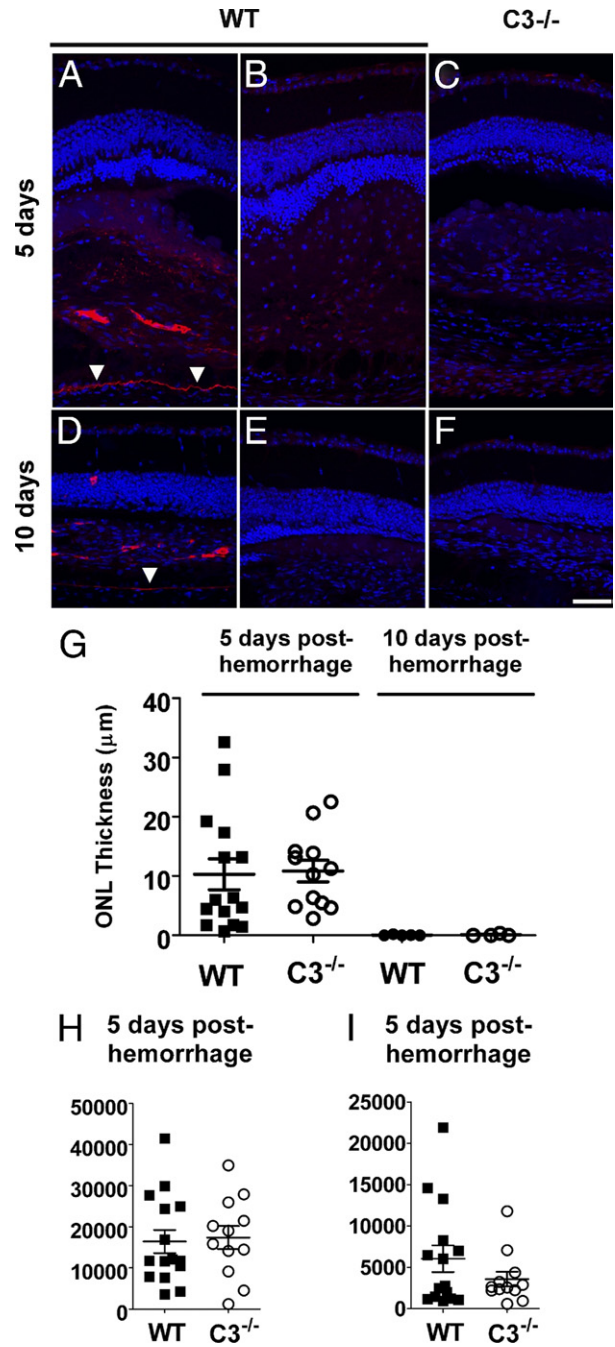 WT C3-/-
A B C
5 days
D E F
10 days
G
5 days post-
hemorrhage
10 days post-
hemorrhage
ONL Thickness (μm)
40
30
20
10
0
WT C3-/- WT C3-/-
H 5 days post-
hemorrhage
50000
40000
30000
20000
10000
0
WT C3-/-
I 5 days post-
hemorrhage
25000
20000
15000
10000
5000
0
WT C3-/-